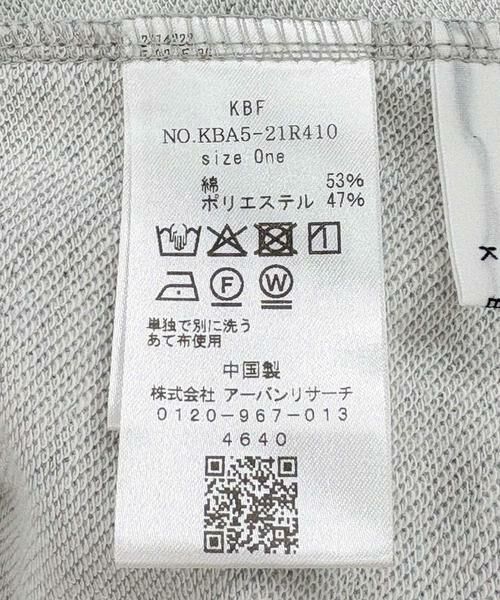 KBF
NO.KBA5-21R410
size One
綿 53%
ポリエステル 47%
F W
単独で別に洗う
あて布使用
中国製
株式会社 アーバンリサーチ
0120-967-013
4640
K
E